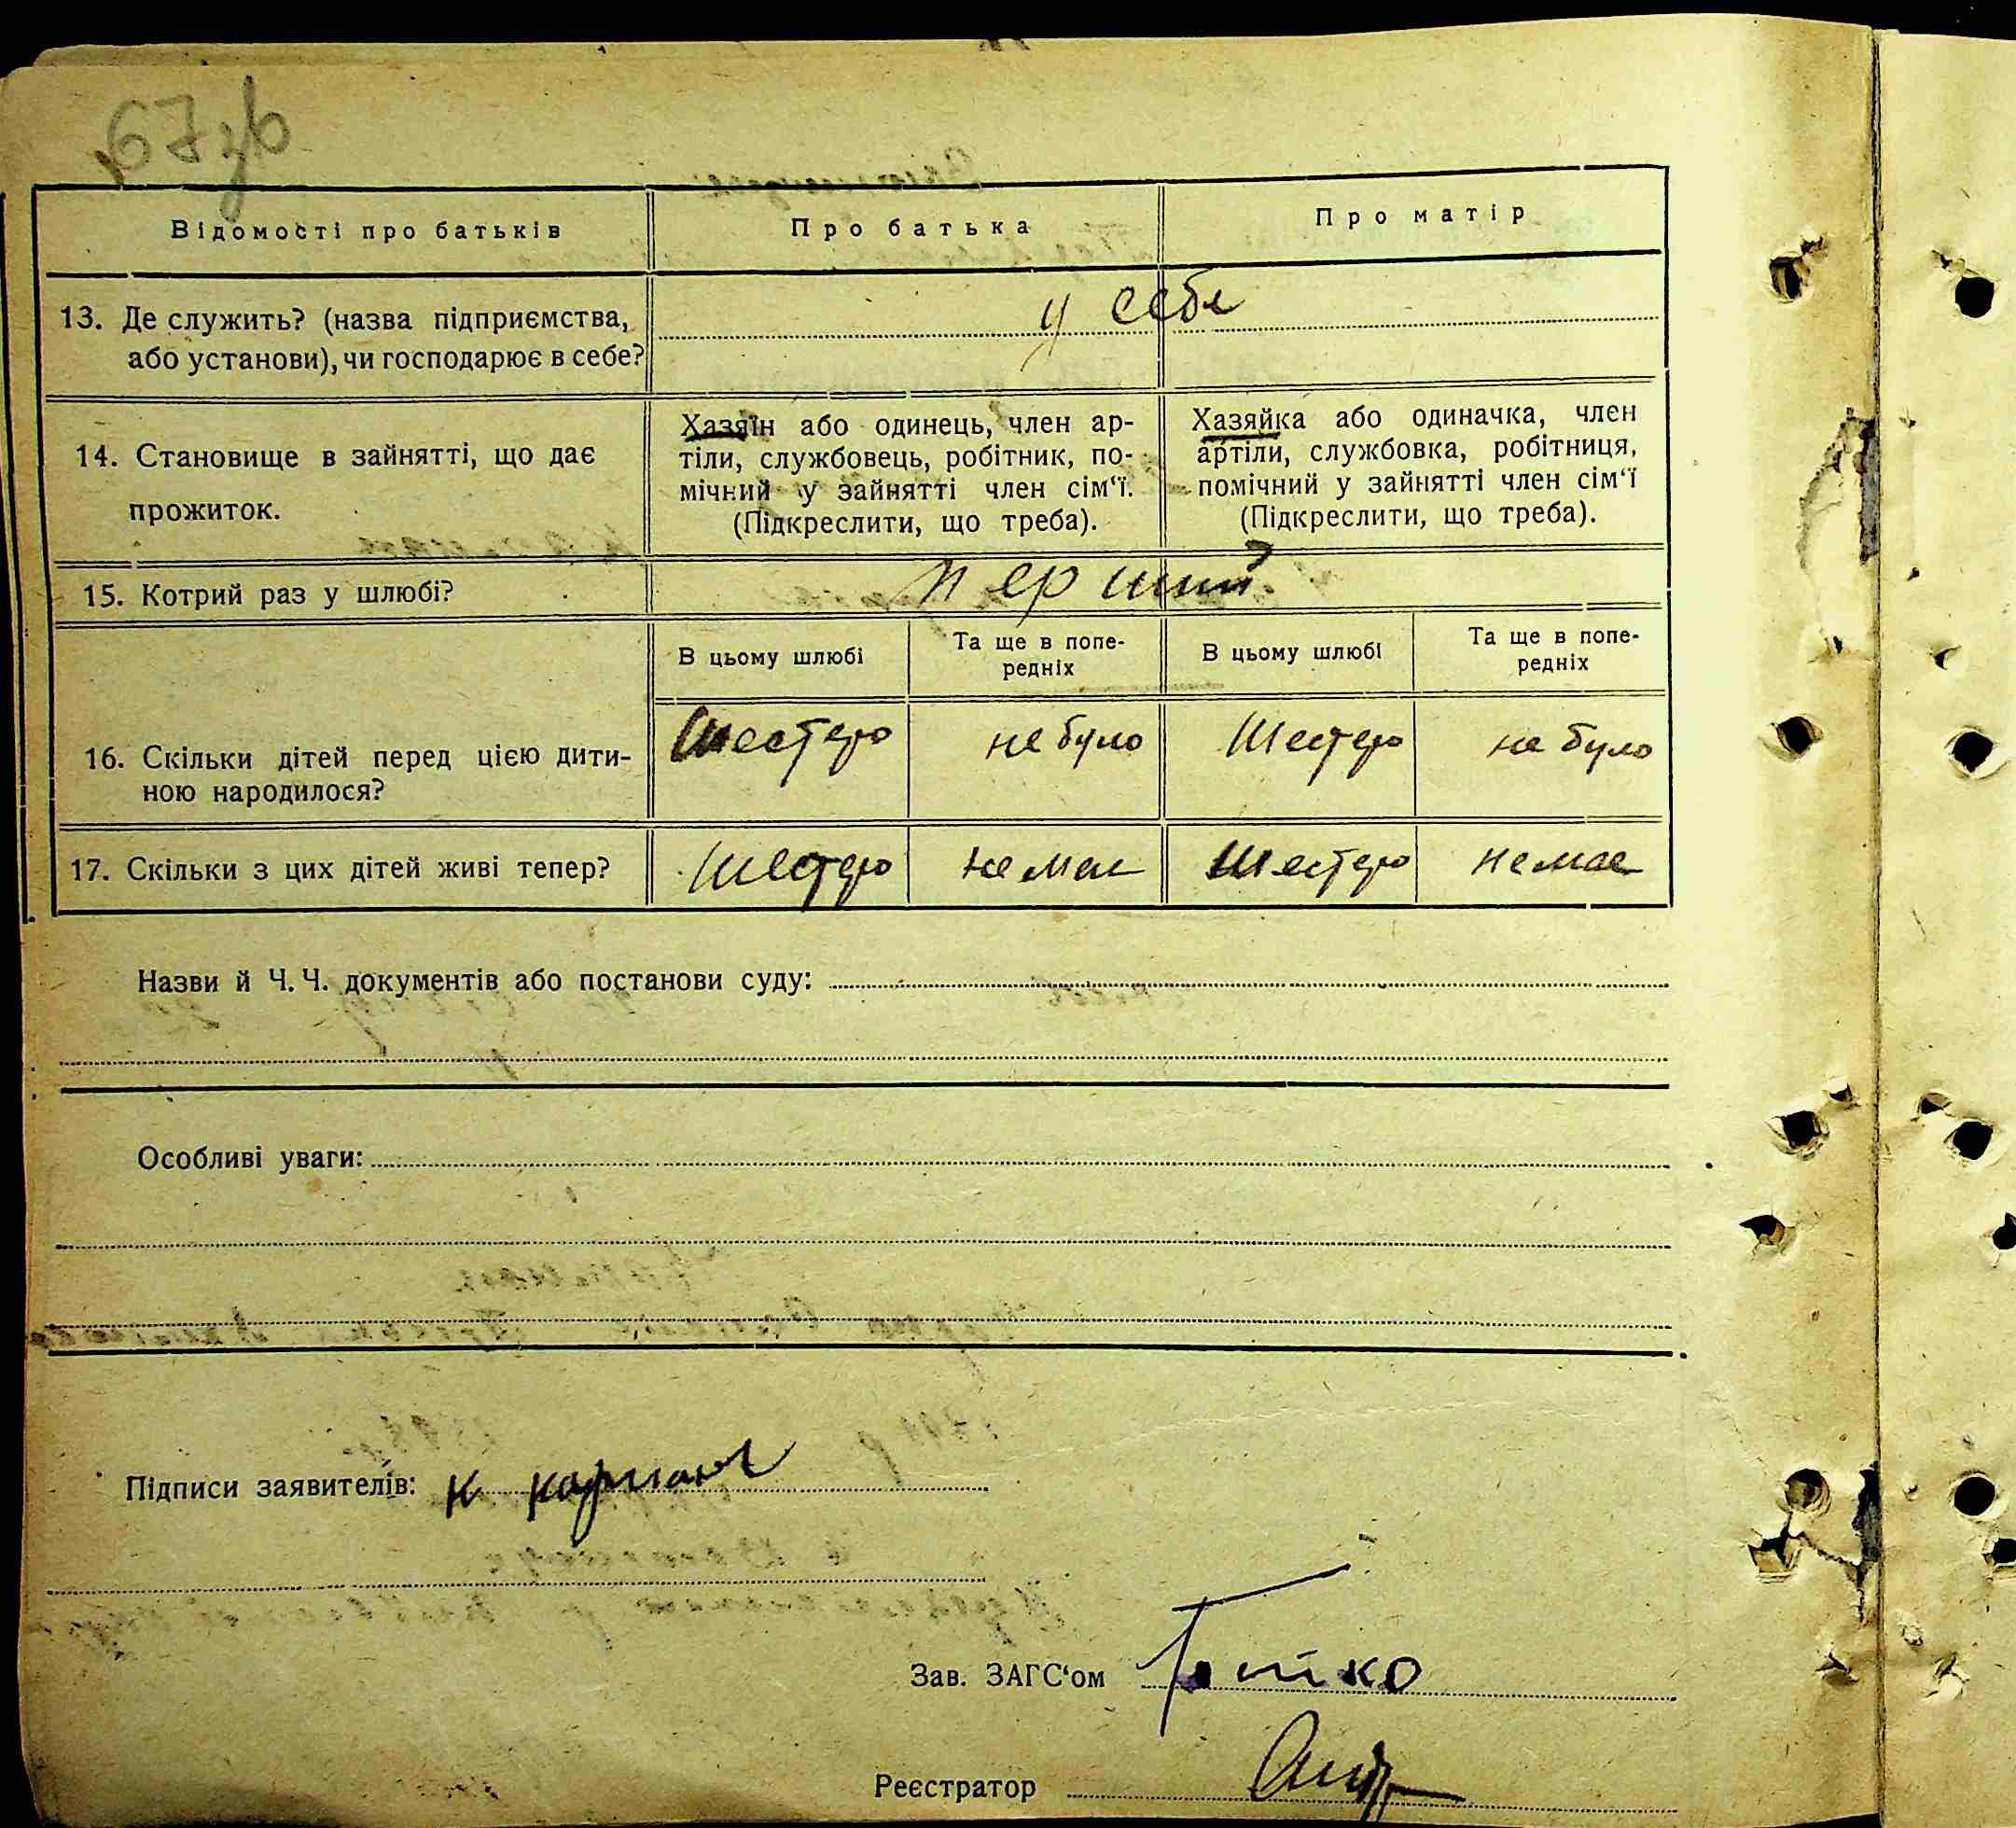 67зв
Відомості про батьків
Про батька
Про матір
13. Де служить? (назва підприємства,
або установи), чи господарює в себе?
у себе
14. Становище в зайнятті, що дає
прожиток.
Хазяїн або одинець, член ар-
тіли, службовець, робітник, по-
мічний у зайнятті член сім‘ї.
(Підкреслити, що треба).
Хазяйка або одиначка, член
артіли, службовка, робітниця,
помічний у зайнятті член сім‘ї
(Підкреслити, що треба).
15. Котрий раз у шлюбі?
перший
В цьому шлюбі
Та ще в попе-
редніх
В цьому шлюбі
Та ще в попе-
редніх
16. Скільки дітей перед цією дити-
ною народилося?
Шестеро
не було
Шестеро
не було
17. Скільки з цих дітей живі тепер?
Шестеро
немає
Шестеро
немає
Назви й Ч. Ч. документів або постанови суду:
Особливі уваги:
Підписи заявителів: к
Зав. ЗАГС‘ом Бойко
Реєстратор